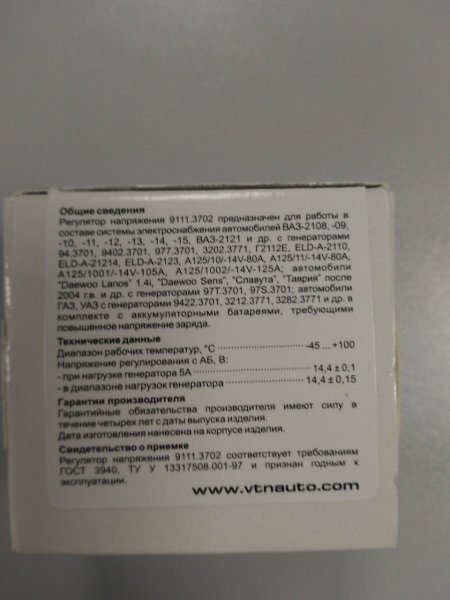 Общие сведения
Регулятор напряжения 9111.3702 предназначен для работы в
составе системы электроснабжения автомобилей ВАЗ-2108, -09,
-10, -11, -12, -13, -14, -15, ВАЗ-2121 и др. с генераторами
94.3701, 9402.3701, 977.3701, 3202.3771, Г2112Е, ELD-A-2110,
ELD-A-21214, ELD-A-2123, А125/10/-14V-80A, А125/11/-14V-80A,
А125/1001/-14V-105A, А125/1002/-14V-125A; автомобили
"Daewoo Lanos" 1.4i, "Daewoo Sens", "Славута", "Таврия" после
2004 г.в. и др. с генераторами 97Т.3701, 97S.3701; автомобили
ГАЗ, УАЗ с генераторами 9422.3701, 3212.3771, 3282.3771 и др. в
комплекте с аккумуляторными батареями, требующими
повышенное напряжение заряда.
Технические данные
Диапазон рабочих температур, °С -45 ... +100
Напряжение регулирования с АБ, В:
- при нагрузке генератора 5А 14,4 ± 0,1
- в диапазоне нагрузок генератора 14,4 ± 0,15
Гарантии производителя
Гарантийные обязательства производителя имеют силу в
течение четырех лет с даты выпуска изделия.
Дата изготовления нанесена на корпусе изделия.
Свидетельство о приемке
Регулятор напряжения 9111.3702 соответствует требованиям
ГОСТ 3940, ТУ У 13317508.001-97 и признан годным к
эксплуатации.
www.vtnauto.com